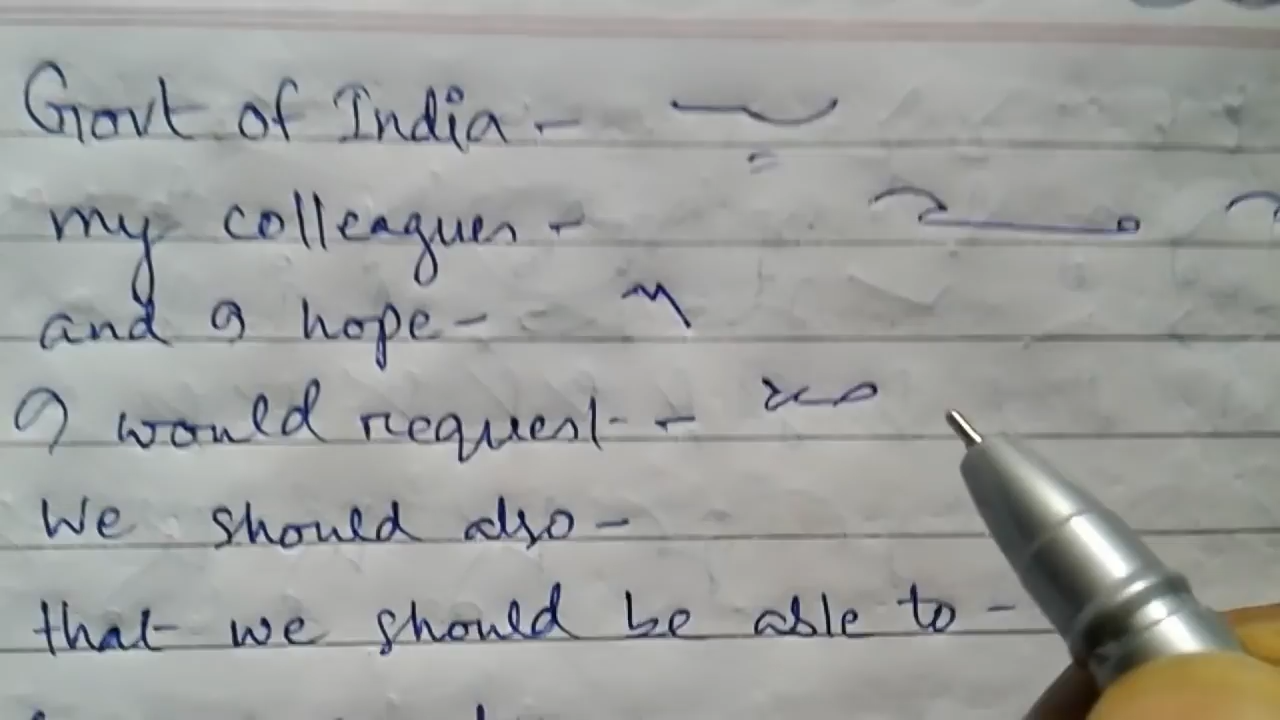 Govt of India -
my colleagues -
and I hope -
I would request -
We should also -
that we should be able to -